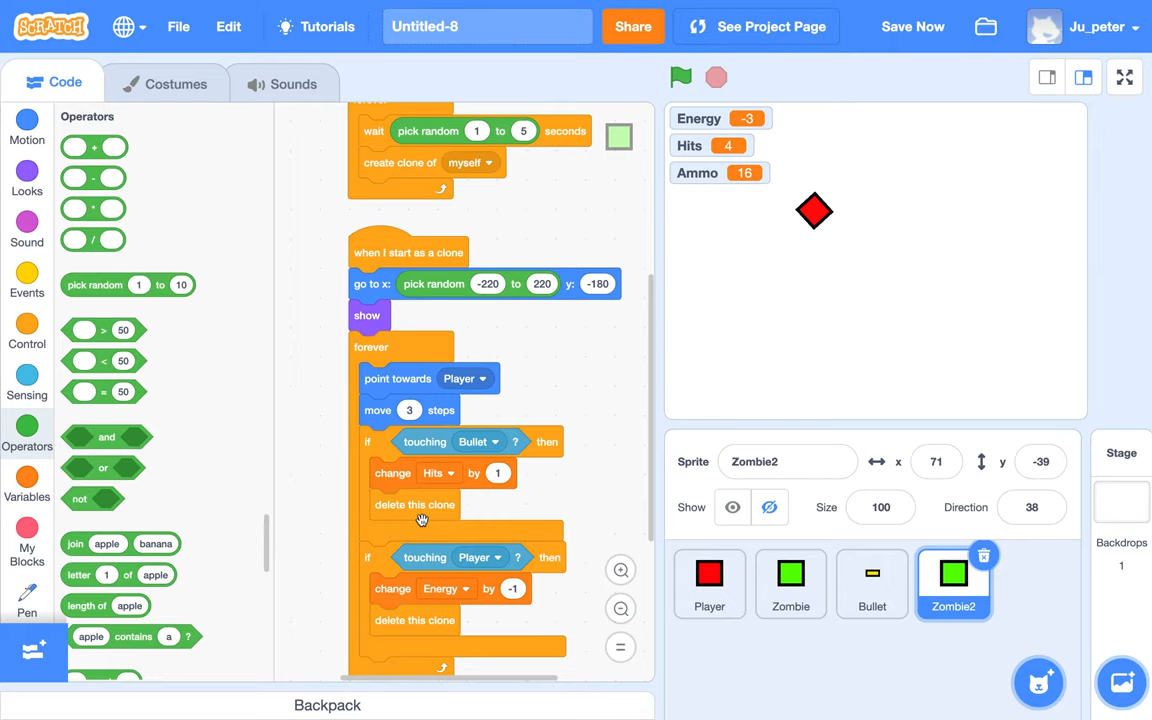 SCRATCH
File
Edit
Tutorials
Untitled-8
Share
See Project Page
Save Now
Ju_peter
Code
Costumes
Sounds
Motion
Looks
Sound
Events
Control
Sensing
Operators
Variables
My
Blocks
Pen
Operators
+
-
*
/
pick random 1 to 10
> 50
< 50
= 50
and
or
not
join apple banana
letter 1 of apple
length of apple
apple contains a ?
wait pick random 1 to 5 seconds
create clone of myself
when I start as a clone
go to x: pick random -220 to 220 y: -180
show
forever
point towards Player
move 3 steps
if touching Bullet ? then
change Hits by 1
delete this clone
if touching Player ? then
change Energy by -1
delete this clone
Energy -3
Hits 4
Ammo 16
Sprite Zombie2 x 71 y -39
Show Size 100 Direction 38
Player
Zombie
Bullet
Zombie2
Stage
Backdrops
1
Backpack